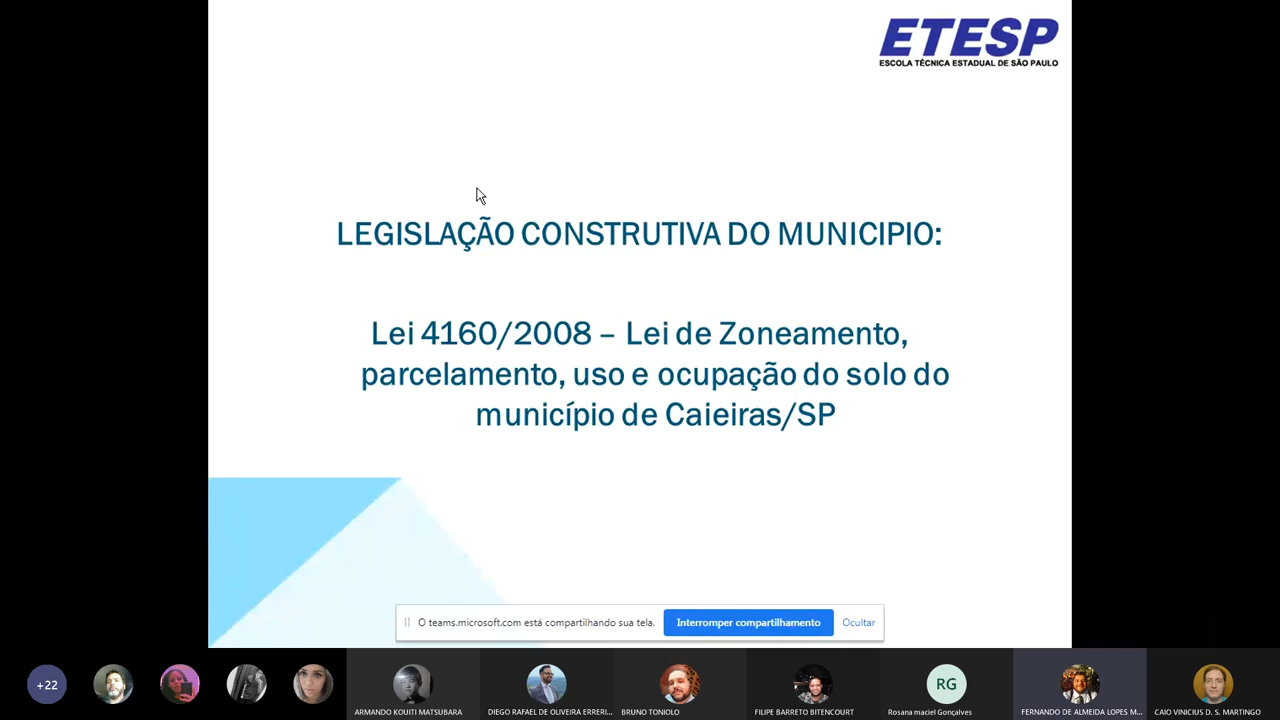 ETESP
ESCOLA TÉCNICA ESTADUAL DE SÃO PAULO
LEGISLAÇÃO CONSTRUTIVA DO MUNICIPIO:
Lei 4160/2008 – Lei de Zoneamento,
parcelamento, uso e ocupação do solo do
município de Caieiras/SP
O teams.microsoft.com está compartilhando sua tela.
Interromper compartilhamento
Ocultar
+22
RG
ARMANDO KOUITI MATSUBARA
DIEGO RAFAEL DE OLIVEIRA ERRERI...
BRUNO TONIOLO
FILIPE BARRETO BITENCOURT
Rosana maciel Gonçalves
FERNANDO DE ALMEIDA LOPES M...
CAIO VINICIUS D. S. MARTINGO